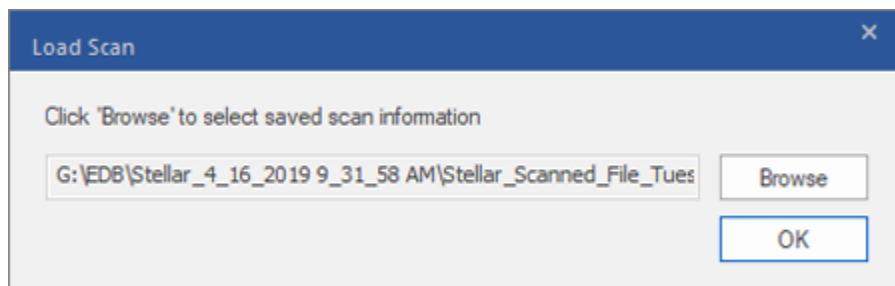 Load Scan
Click 'Browse' to select saved scan information
G:\EDB\Stellar_4_16_2019 9_31_58 AM\Stellar_Scanned_File_Tues
Browse
OK